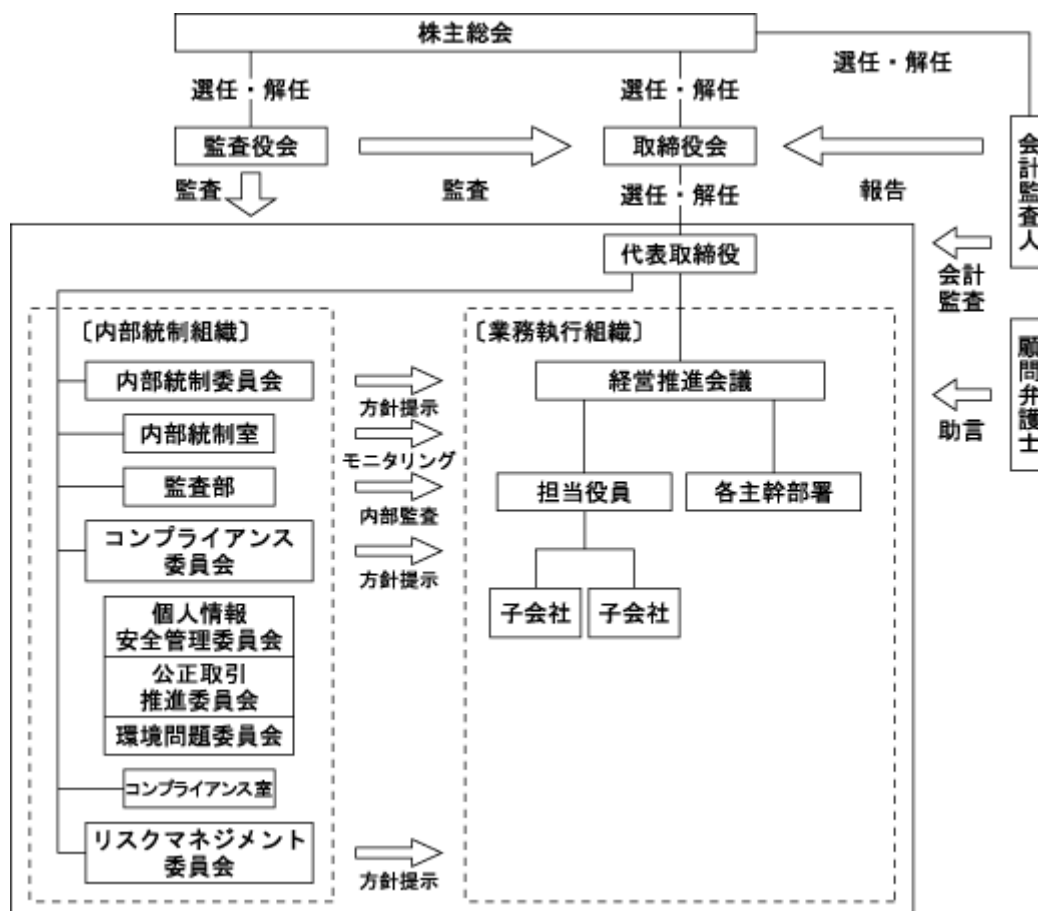 株主総会
選任・解任
選任・解任
選任・解任
監査役会
取締役会
会計監査人
監査
監査
選任・解任
報告
代表取締役
会計
監査
〔内部統制組織〕
〔業務執行組織〕
顧問弁護士
内部統制委員会
方針提示
経営推進会議
助言
内部統制室
モニタリング
監査部
内部監査
担当役員
各主幹部署
コンプライアンス
委員会
方針提示
子会社
子会社
個人情報
安全管理委員会
公正取引
推進委員会
環境問題委員会
コンプライアンス室
リスクマネジメント
委員会
方針提示